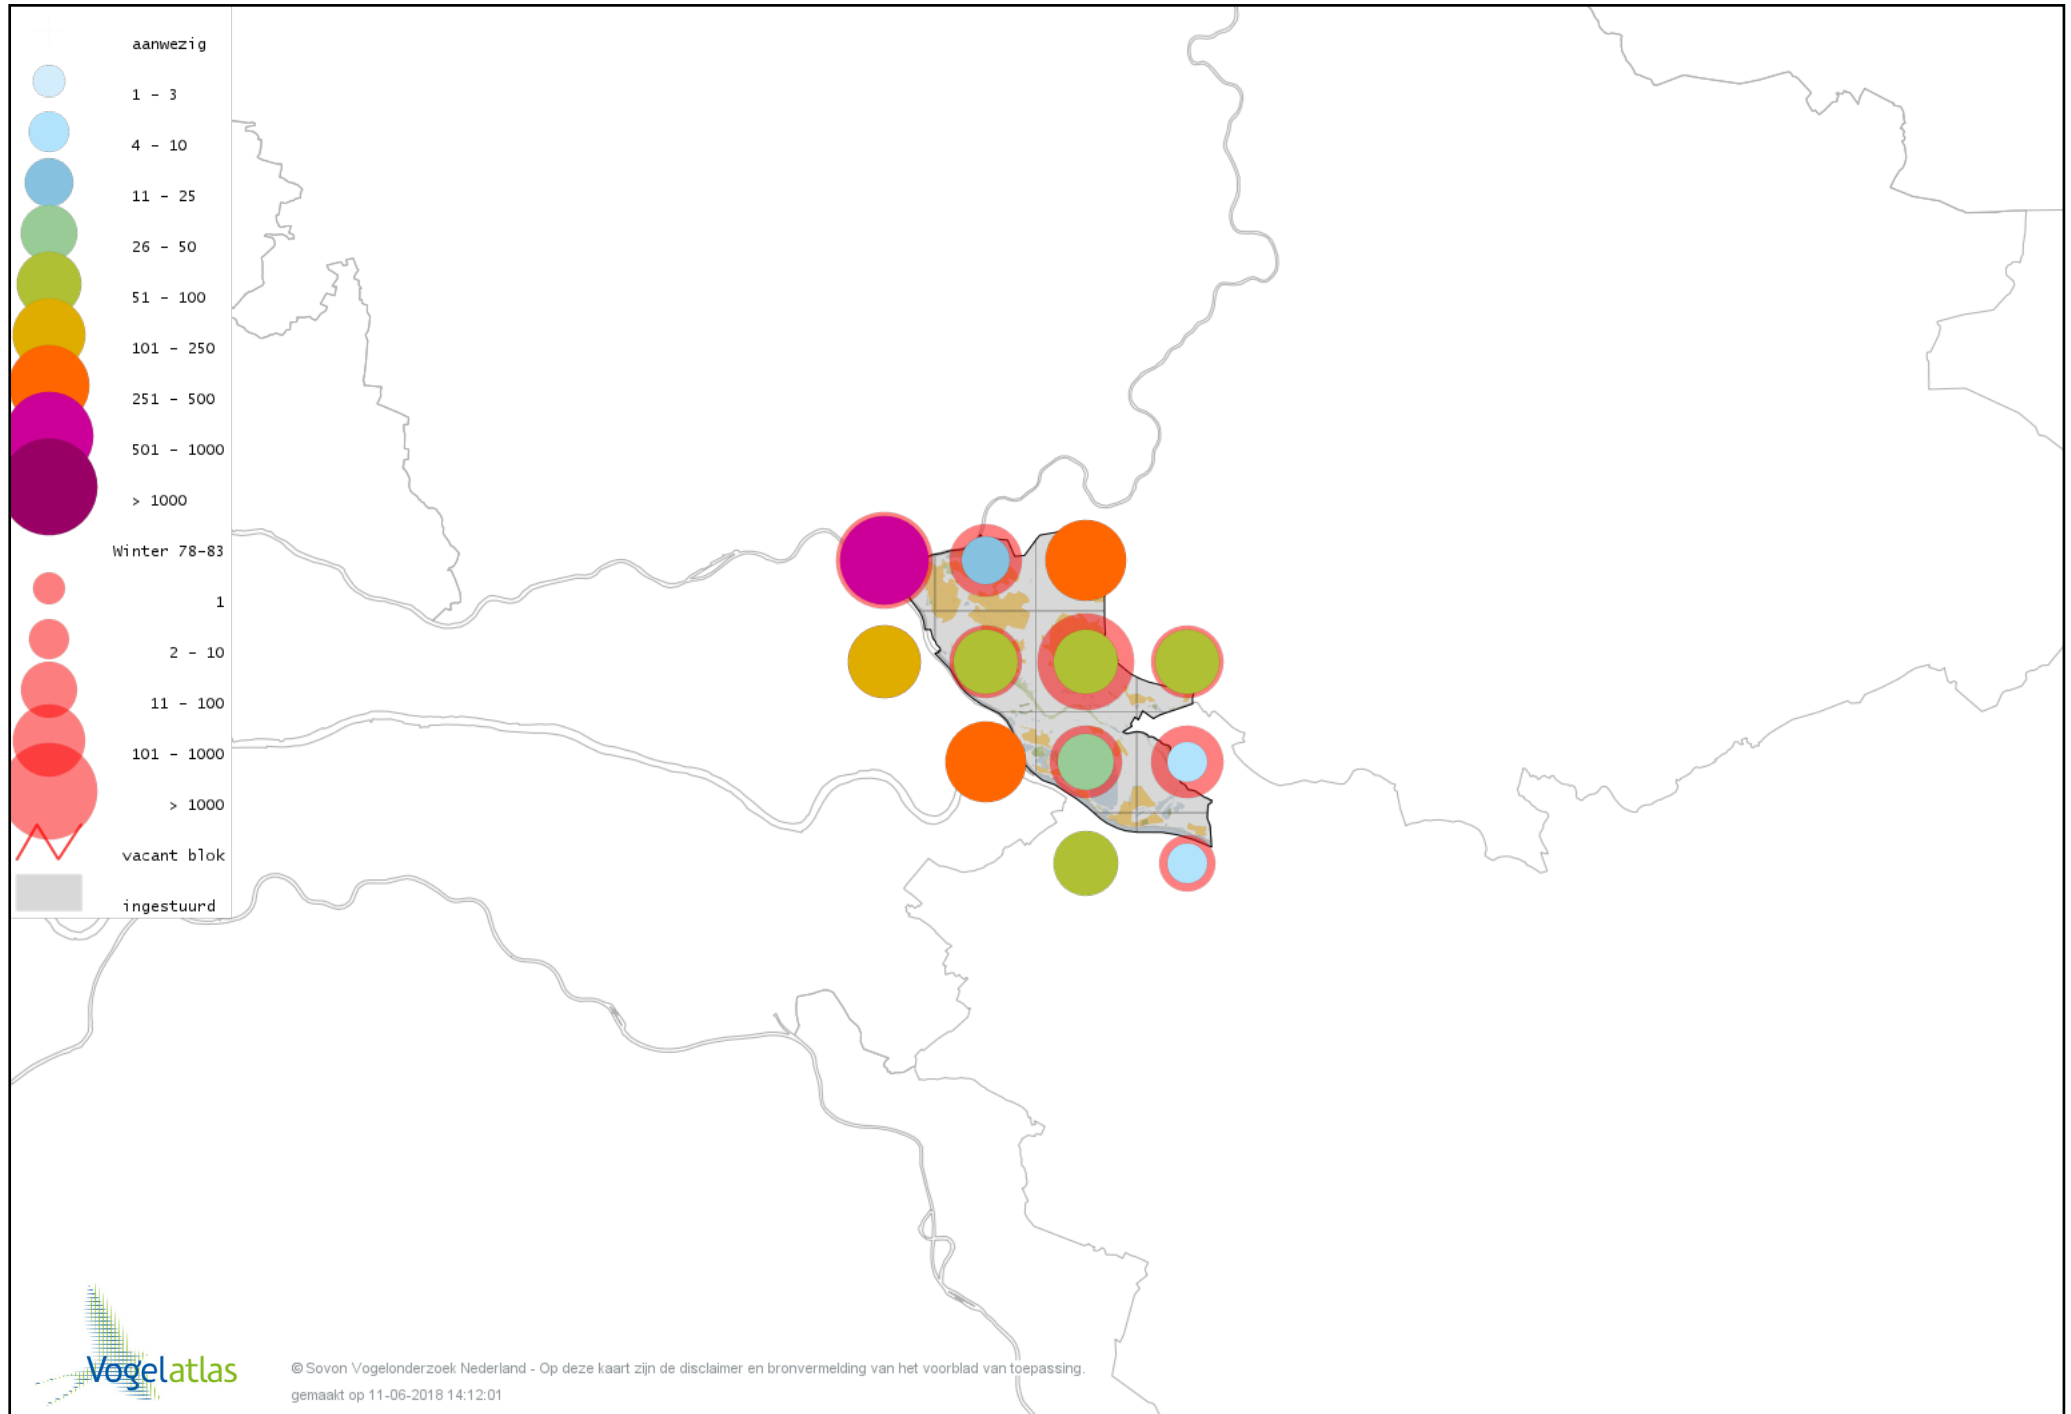 aanwezig
1 - 3
4 - 10
11 - 25
26 - 50
51 - 100
101 - 250
251 - 500
501 - 1000
> 1000
Winter 78-83
1
2 - 10
11 - 100
101 - 1000
> 1000
vacant blok
ingestuurd
Vogelatlas
© Sovon Vogelonderzoek Nederland - Op deze kaart zijn de disclaimer en bronvermelding van het voorblad van toepassing.
gemaakt op 11-06-2018 14:12:01